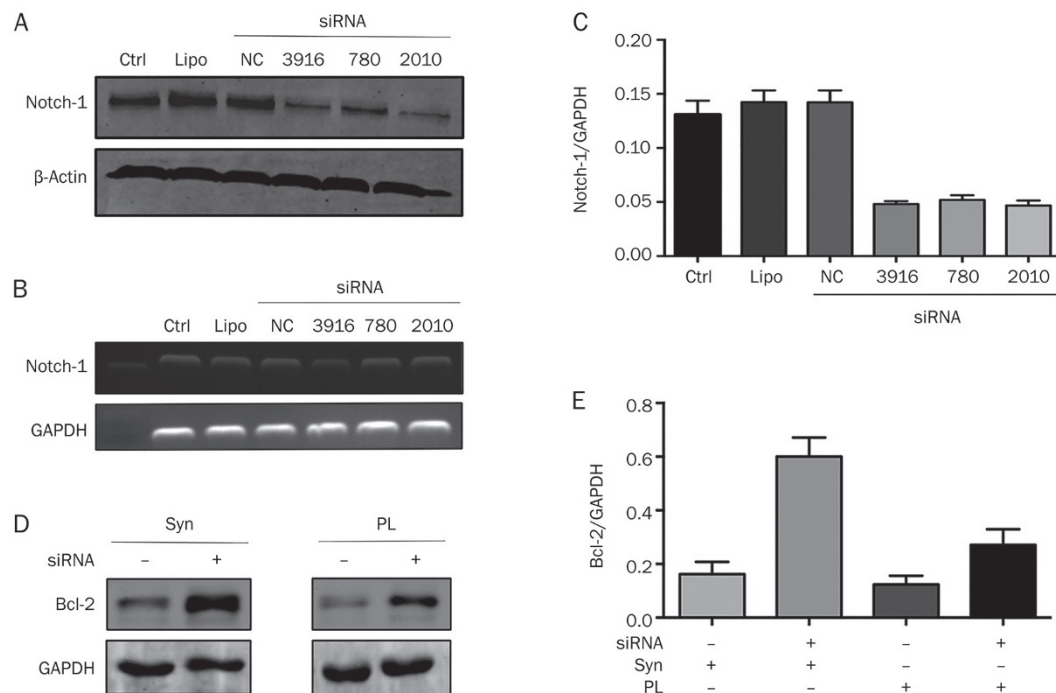 A
siRNA
Ctrl Lipo NC 3916 780 2010
Notch-1
β-Actin
B
siRNA
Ctrl Lipo NC 3916 780 2010
Notch-1
GAPDH
C
Notch-1/GAPDH
0.20
0.15
0.10
0.05
0.00
Ctrl Lipo NC 3916 780 2010
siRNA
D
Syn PL
siRNA – + – +
Bcl-2
GAPDH
E
Bcl-2/GAPDH
0.8
0.6
0.4
0.2
0.0
siRNA – + – +
Syn + + – –
PL – – + +